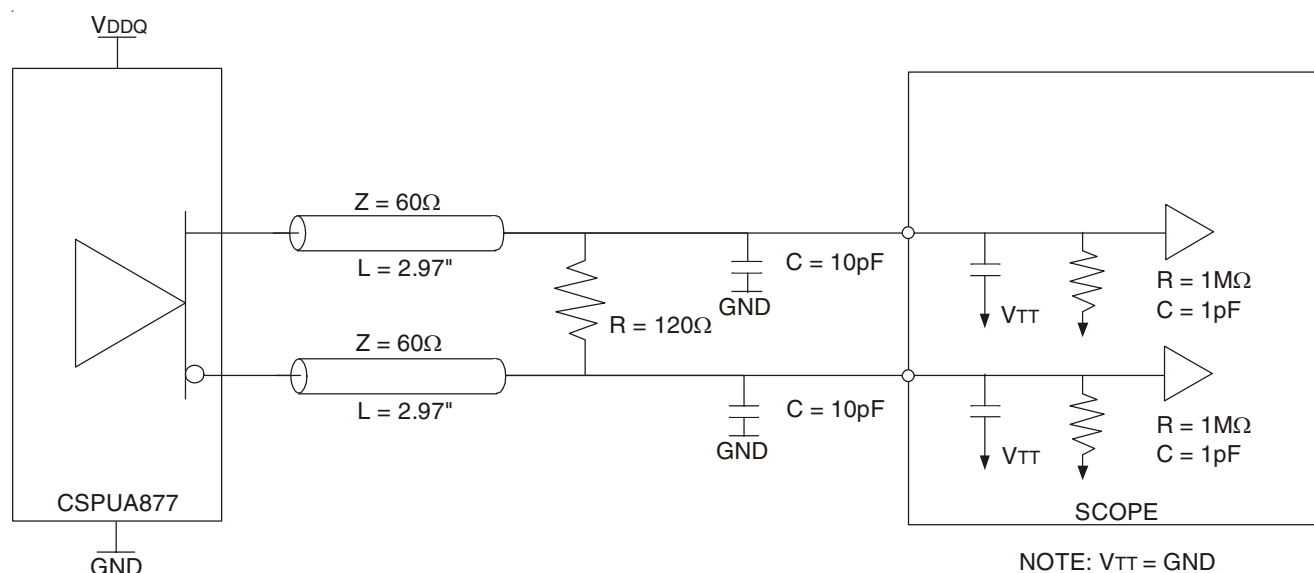 VDDQ
Z = 60Ω
L = 2.97"
C = 10pF
GND
R = 120Ω
Z = 60Ω
L = 2.97"
C = 10pF
GND
R = 1MΩ
C = 1pF
VTT
R = 1MΩ
C = 1pF
VTT
CSPUA877
GND
SCOPE
NOTE: VTT = GND